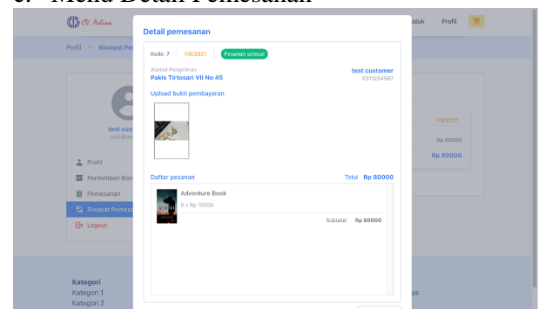 c. Menu Detail Pemesanan
CV. Arlina
Produk Profil
Profil > Riwayat Pe
Detail pemesanan
Kode: 7 7/9/2021 Pesanan selesai
Alamat Pengiriman
Pakis Tirtosari VII No 45
test customer
0311234567
Upload bukti pembayaran
test cust
7/9/2021
Rp 80000
Rp 80000
Profil
Permintaan Kon
Pemesanan
Riwayat Pemes
Logout
Daftar pesanan
Total Rp 80000
Adventure Book
8 x Rp 10000
Subtotal Rp 80000
Kategori
Kategori 1
Kategori 2